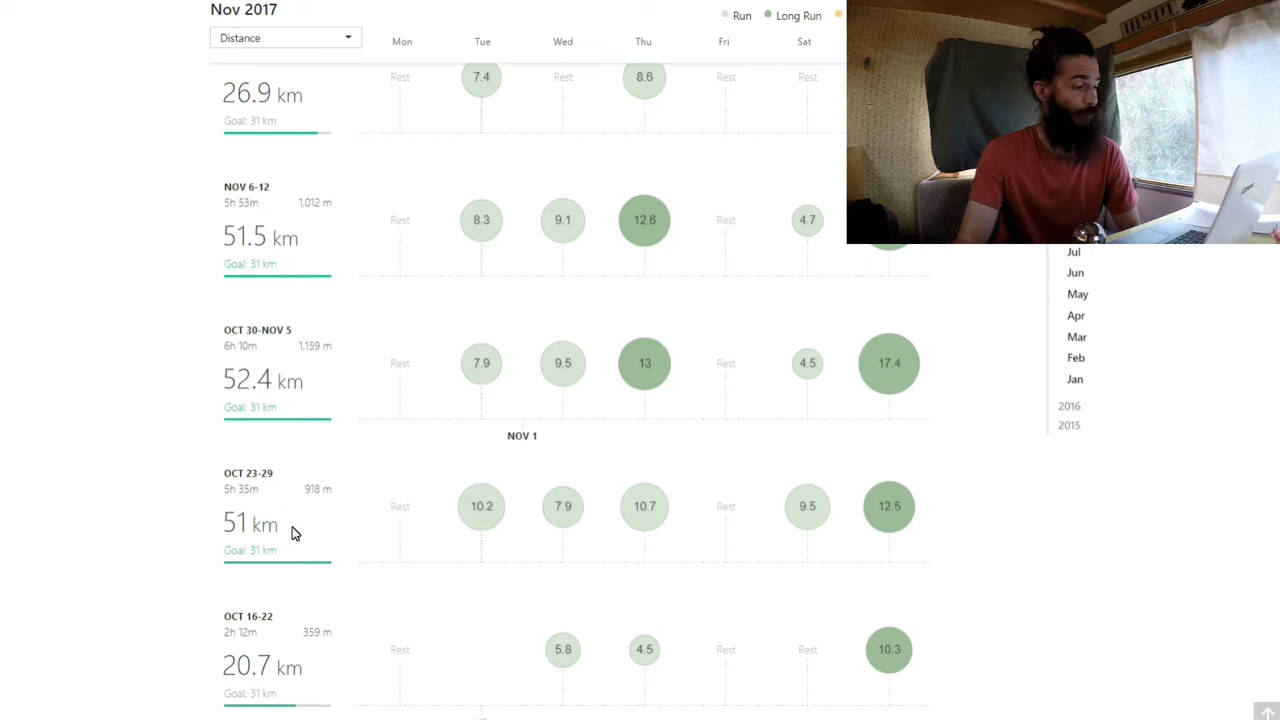 Nov 2017
Run
Long Run
Distance
Mon
Tue
Wed
Thu
Fri
Sat
Rest
7.4
Rest
8.6
Rest
Rest
26.9 km
Goal: 31 km
NOV 6-12
5h 53m
1.012 m
51.5 km
Goal: 31 km
Rest
8.3
9.1
12.6
Rest
4.7
OCT 30-NOV 5
6h 10m
1.159 m
52.4 km
Goal: 31 km
Rest
7.9
9.5
13
Rest
4.5
17.4
NOV 1
OCT 23-29
5h 35m
918 m
51 km
Goal: 31 km
Rest
10.2
7.9
10.7
Rest
9.5
12.5
OCT 16-22
2h 12m
359 m
20.7 km
Goal: 31 km
Rest
5.8
4.5
Rest
Rest
10.3
Jul
Jun
May
Apr
Mar
Feb
Jan
2016
2015